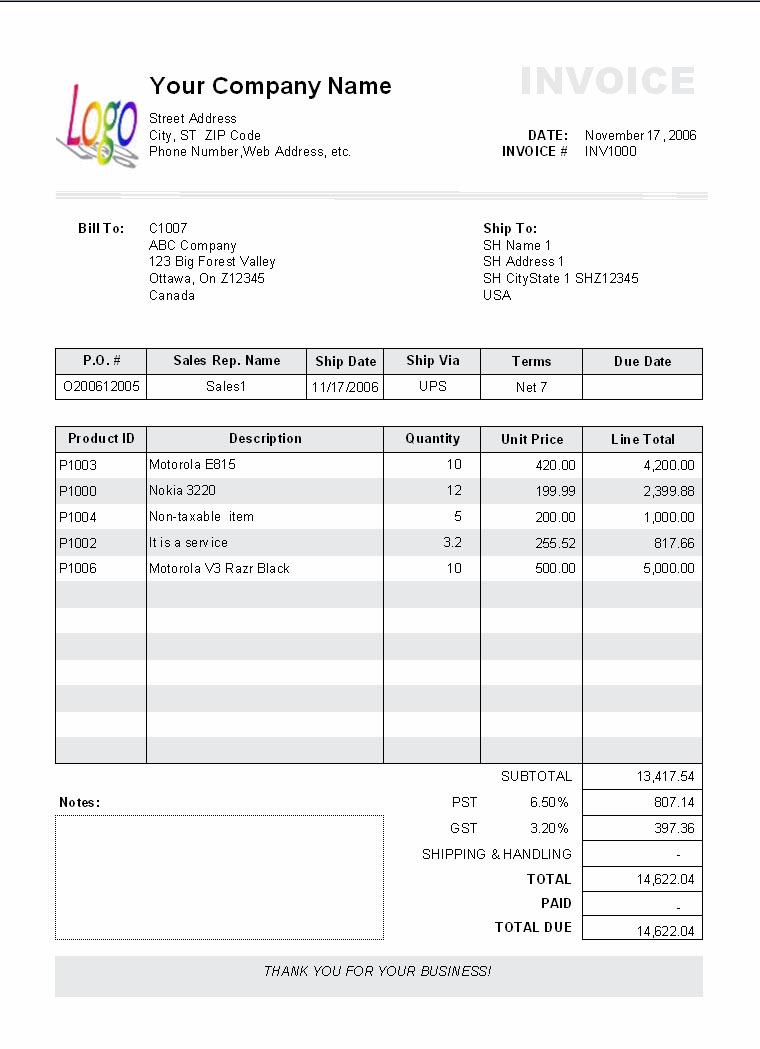 Logo
Your Company Name
INVOICE
Street Address
City, ST ZIP Code
DATE: November 17, 2006
Phone Number,Web Address, etc.
INVOICE # INV1000
Bill To: C1007
ABC Company
123 Big Forest Valley
Ottawa, On Z12345
Canada
Ship To:
SH Name 1
SH Address 1
SH CityState 1 SHZ12345
USA
P.O. # Sales Rep. Name Ship Date Ship Via Terms Due Date
O200612005 Sales1 11/17/2006 UPS Net 7
Product ID Description Quantity Unit Price Line Total
P1003 Motorola E815 10 420.00 4,200.00
P1000 Nokia 3220 12 199.99 2,399.88
P1004 Non-taxable item 5 200.00 1,000.00
P1002 It is a service 3.2 255.52 817.66
P1006 Motorola V3 Razr Black 10 500.00 5,000.00
SUBTOTAL 13,417.54
Notes:
PST 6.50% 807.14
GST 3.20% 397.36
SHIPPING & HANDLING -
TOTAL 14,622.04
PAID -
TOTAL DUE 14,622.04
THANK YOU FOR YOUR BUSINESS!